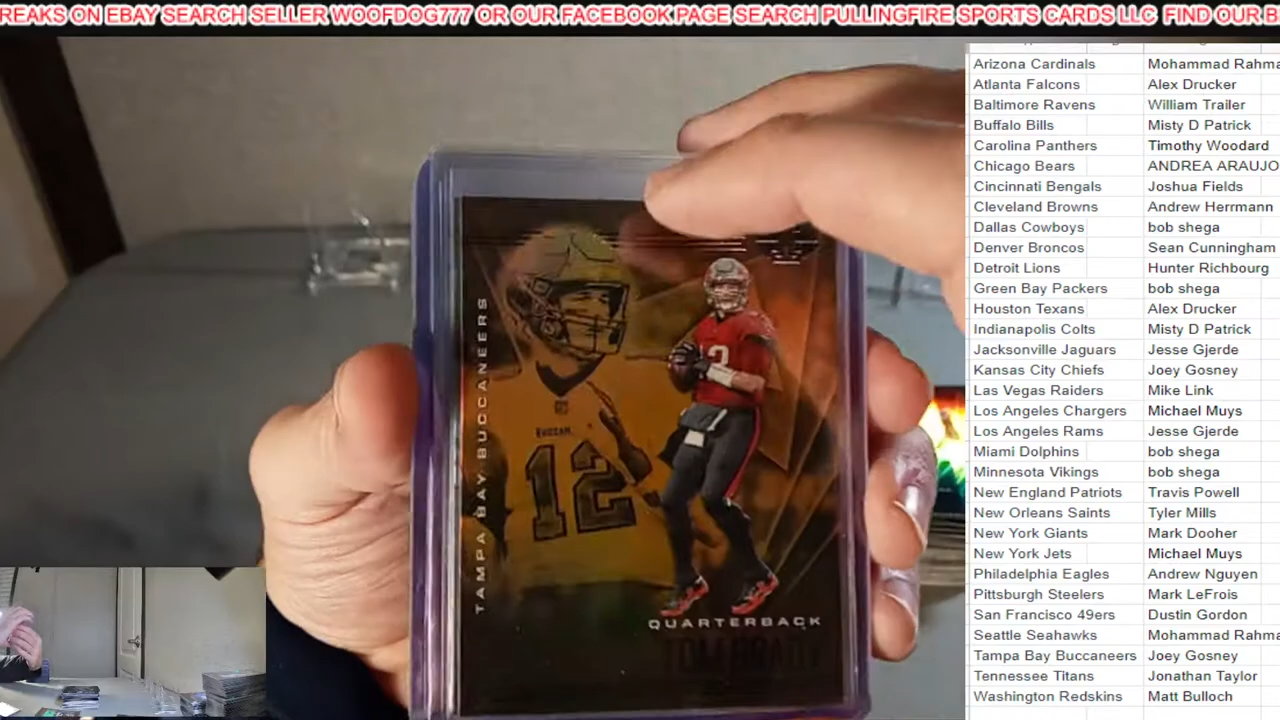 REAKS ON EBAY SEARCH SELLER WOOFDOG777 OR OUR FACEBOOK PAGE SEARCH PULLINGFIRE SPORTS CARDS LLC FIND OUR B
TAMPA BAY BUCCANEERS
12
12
QUARTERBACK
TOM BRADY
Arizona Cardinals Mohammad Rahma
Atlanta Falcons Alex Drucker
Baltimore Ravens William Trailer
Buffalo Bills Misty D Patrick
Carolina Panthers Timothy Woodard
Chicago Bears ANDREA ARAUJO
Cincinnati Bengals Joshua Fields
Cleveland Browns Andrew Herrmann
Dallas Cowboys bob shega
Denver Broncos Sean Cunningham
Detroit Lions Hunter Richbourg
Green Bay Packers bob shega
Houston Texans Alex Drucker
Indianapolis Colts Misty D Patrick
Jacksonville Jaguars Jesse Gjerde
Kansas City Chiefs Joey Gosney
Las Vegas Raiders Mike Link
Los Angeles Chargers Michael Muys
Los Angeles Rams Jesse Gjerde
Miami Dolphins bob shega
Minnesota Vikings bob shega
New England Patriots Travis Powell
New Orleans Saints Tyler Mills
New York Giants Mark Dooher
New York Jets Michael Muys
Philadelphia Eagles Andrew Nguyen
Pittsburgh Steelers Mark LeFrois
San Francisco 49ers Dustin Gordon
Seattle Seahawks Mohammad Rahma
Tampa Bay Buccaneers Joey Gosney
Tennessee Titans Jonathan Taylor
Washington Redskins Matt Bulloch